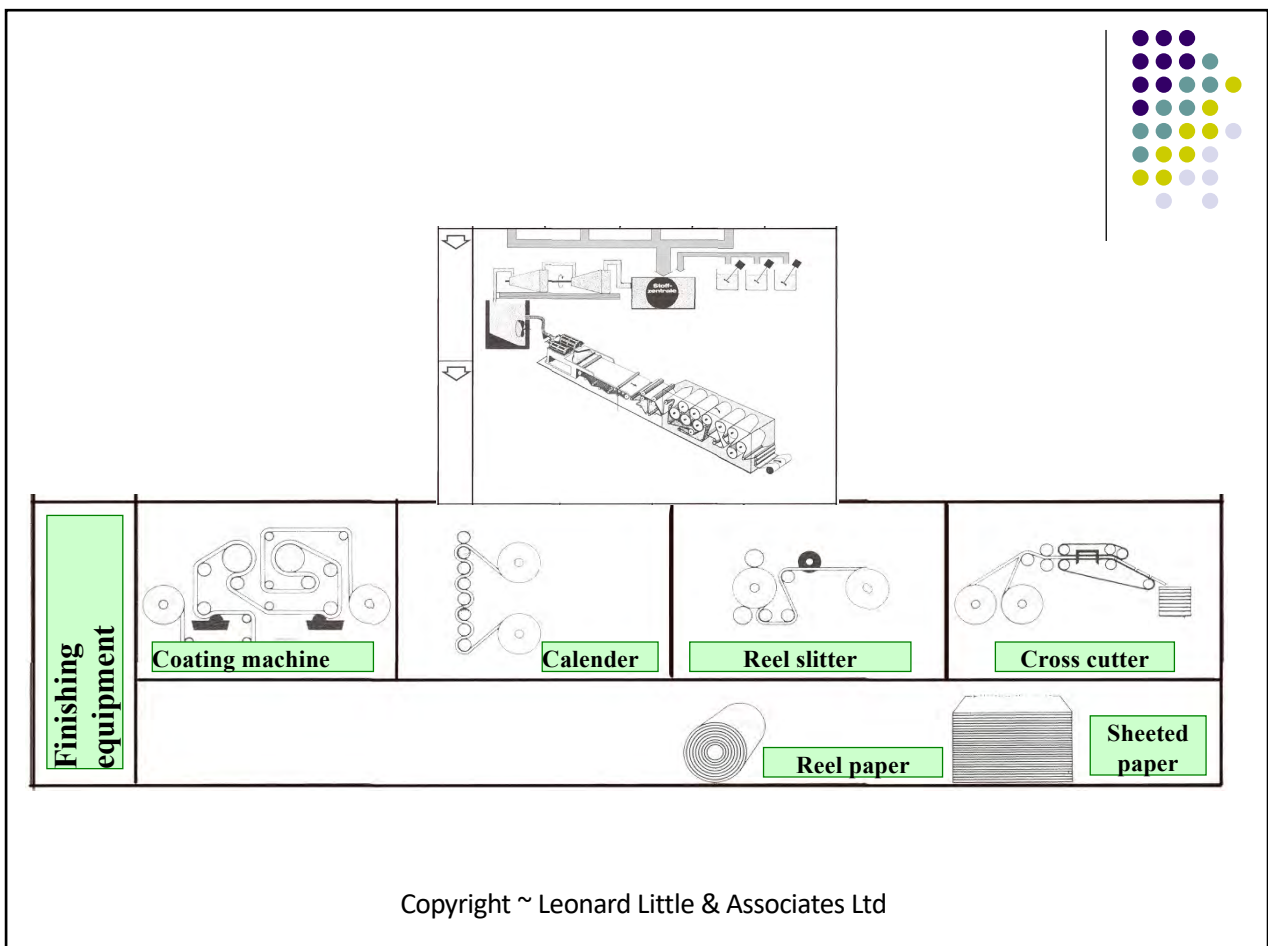 Stoff-
zentrale
Finishing
equipment
Coating machine
Calender
Reel slitter
Cross cutter
Reel paper
Sheeted
paper
Copyright ~ Leonard Little & Associates Ltd